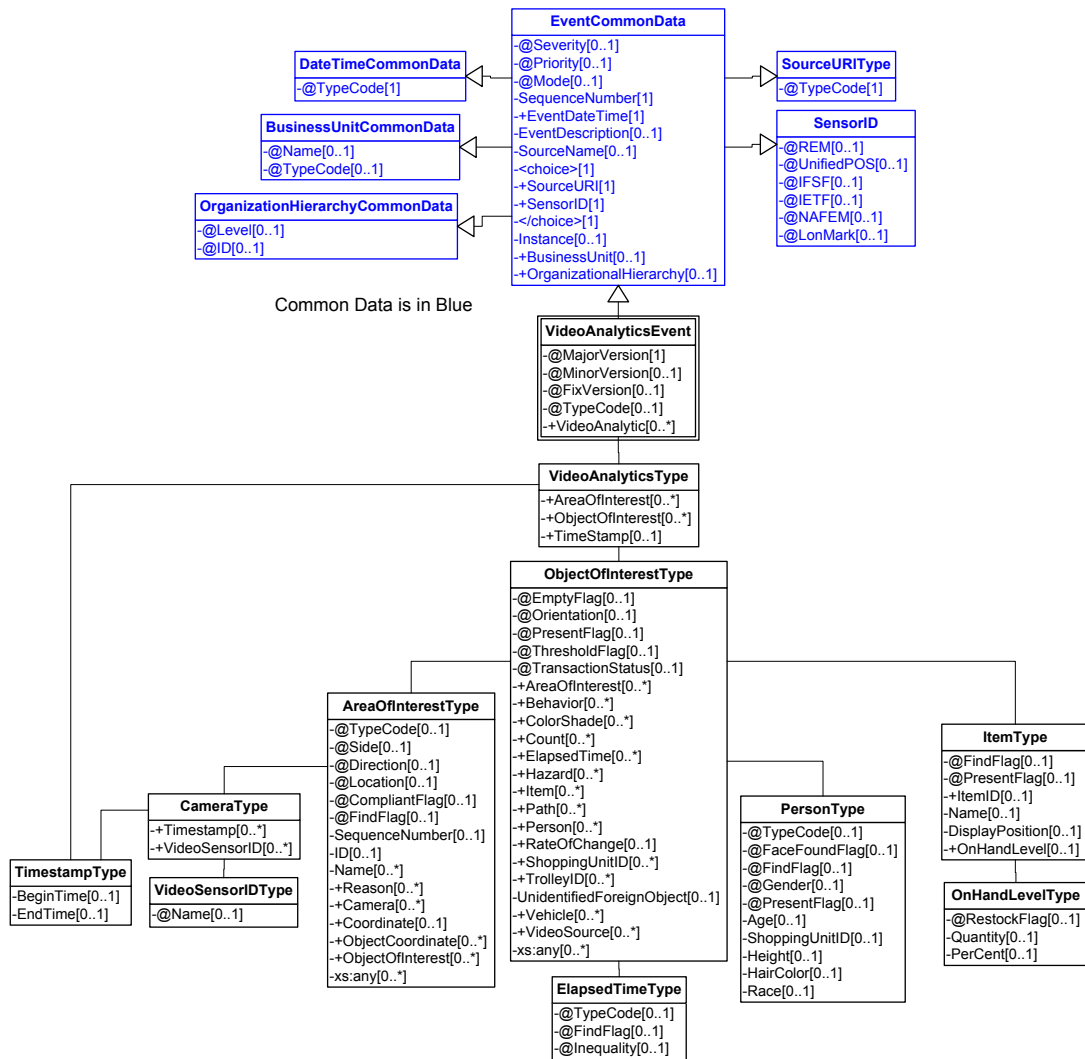 EventCommonData
-@Severity[0..1]
-@Priority[0..1]
-@Mode[0..1]
-SequenceNumber[1]
-+EventDateTime[1]
-EventDescription[0..1]
-SourceName[0..1]
-<choice>[1]
-+SourceURI[1]
-+SensorID[1]
-</choice>[1]
-Instance[0..1]
-+BusinessUnit[0..1]
-+OrganizationalHierarchy[0..1]
DateTimeCommonData
-@TypeCode[1]
BusinessUnitCommonData
-@Name[0..1]
-@TypeCode[0..1]
OrganizationHierarchyCommonData
-@Level[0..1]
-@ID[0..1]
SourceURIType
-@TypeCode[1]
SensorID
-@REM[0..1]
-@UnifiedPOS[0..1]
-@IFSF[0..1]
-@IETF[0..1]
-@NAFEM[0..1]
-@LonMark[0..1]
Common Data is in Blue
VideoAnalyticsEvent
-@MajorVersion[1]
-@MinorVersion[0..1]
-@FixVersion[0..1]
-@TypeCode[0..1]
-+VideoAnalytic[0..*]
VideoAnalyticsType
-+AreaOfInterest[0..*]
-+ObjectOfInterest[0..*]
-+TimeStamp[0..1]
ObjectOfInterestType
-@EmptyFlag[0..1]
-@Orientation[0..1]
-@PresentFlag[0..1]
-@ThresholdFlag[0..1]
-@TransactionStatus[0..1]
-+AreaOfInterest[0..*]
-+Behavior[0..*]
-+ColorShade[0..*]
-+Count[0..*]
-+ElapsedTime[0..*]
-+Hazard[0..*]
-+Item[0..*]
-+Path[0..*]
-+Person[0..*]
-+RateOfChange[0..1]
-+ShoppingUnitID[0..*]
-+TrolleyID[0..*]
-UnidentifiedForeignObject[0..1]
-+Vehicle[0..*]
-+VideoSource[0..*]
-xs:any[0..*]
AreaOfInterestType
-@TypeCode[0..1]
-@Side[0..1]
-@Direction[0..1]
-@Location[0..1]
-@CompliantFlag[0..1]
-@FindFlag[0..1]
-SequenceNumber[0..1]
-ID[0..1]
-Name[0..*]
-+Reason[0..*]
-+Camera[0..*]
-+Coordinate[0..1]
-+ObjectCoordinate[0..*]
-+ObjectOfInterest[0..*]
-xs:any[0..*]
CameraType
-+Timestamp[0..*]
-+VideoSensorID[0..*]
TimestampType
-BeginTime[0..1]
-EndTime[0..1]
VideoSensorIDType
-@Name[0..1]
ItemType
-@FindFlag[0..1]
-@PresentFlag[0..1]
-+ItemID[0..1]
-Name[0..1]
-DisplayPosition[0..1]
-+OnHandLevel[0..1]
PersonType
-@TypeCode[0..1]
-@FaceFoundFlag[0..1]
-@FindFlag[0..1]
-@Gender[0..1]
-@PresentFlag[0..1]
-Age[0..1]
-ShoppingUnitID[0..1]
-Height[0..1]
-HairColor[0..1]
-Race[0..1]
OnHandLevelType
-@RestockFlag[0..1]
-Quantity[0..1]
-PerCent[0..1]
ElapsedTimeType
-@TypeCode[0..1]
-@FindFlag[0..1]
-@Inequality[0..1]